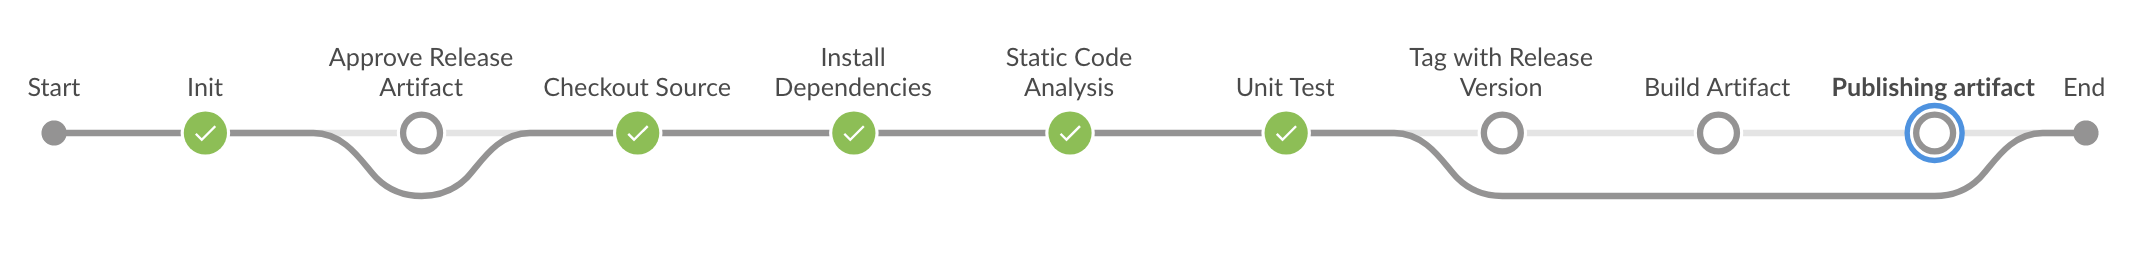 Start
Init
Approve Release
Artifact
Checkout Source
Install
Dependencies
Static Code
Analysis
Unit Test
Tag with Release
Version
Build Artifact
Publishing artifact
End